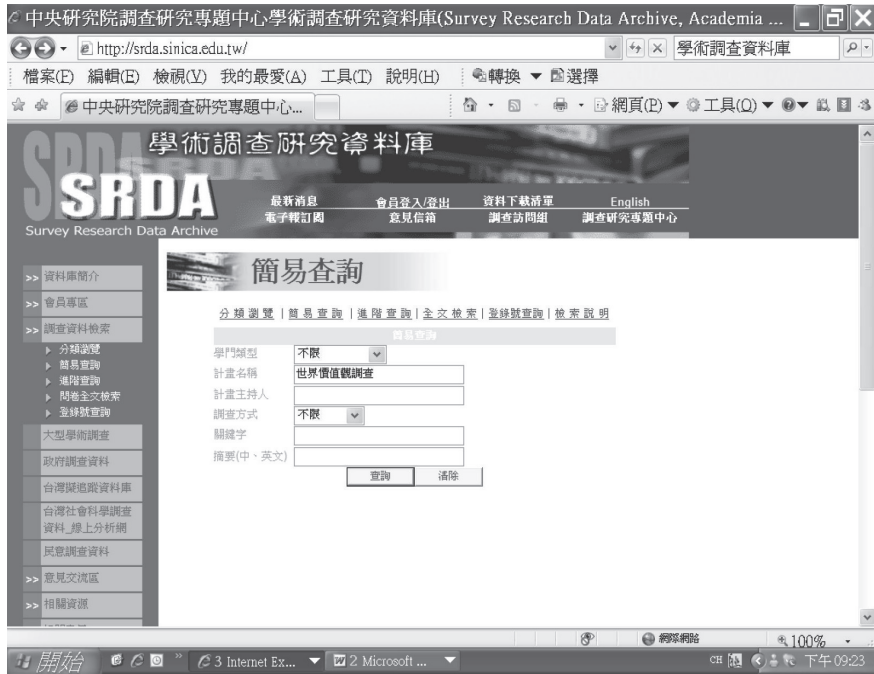 中央研究院調查研究專題中心學術調查研究資料庫(Survey Research Data Archive, Academia ...
http://srda.sinica.edu.tw/
學術調查資料庫
檔案(F) 編輯(E) 檢視(V) 我的最愛(A) 工具(T) 說明(H) 轉換 選擇
中央研究院調查研究專題中心...
網頁(P) 工具(O)
學術調查研究資料庫
SRDA
SRDA
Survey Research Data Archive
最新消息 會員登入/登出 資料下載清單 English
電子報訂閱 意見信箱 調查訪問組 調查研究專題中心
簡易查詢
分類瀏覽 | 簡易查詢 | 進階查詢 | 全文檢索 | 登錄號查詢 | 檢索說明
簡易查詢
學門類型 不限
計畫名稱 世界價值觀調查
計畫主持人
調查方式 不限
關鍵字
摘要(中、英文)
查詢 清除
>> 資料庫簡介
>> 會員專區
>> 調查資料檢索
分類瀏覽
簡易查詢
進階查詢
問卷全文檢索
登錄號查詢
大型學術調查
政府調查資料
台灣擬追蹤資料庫
台灣社會科學調查
資料_線上分析網
民意調查資料
>> 意見交流區
>> 相關資源
網際網路 100%
開始 3 Internet Ex... 2 Microsoft ... CH 下午 09:23